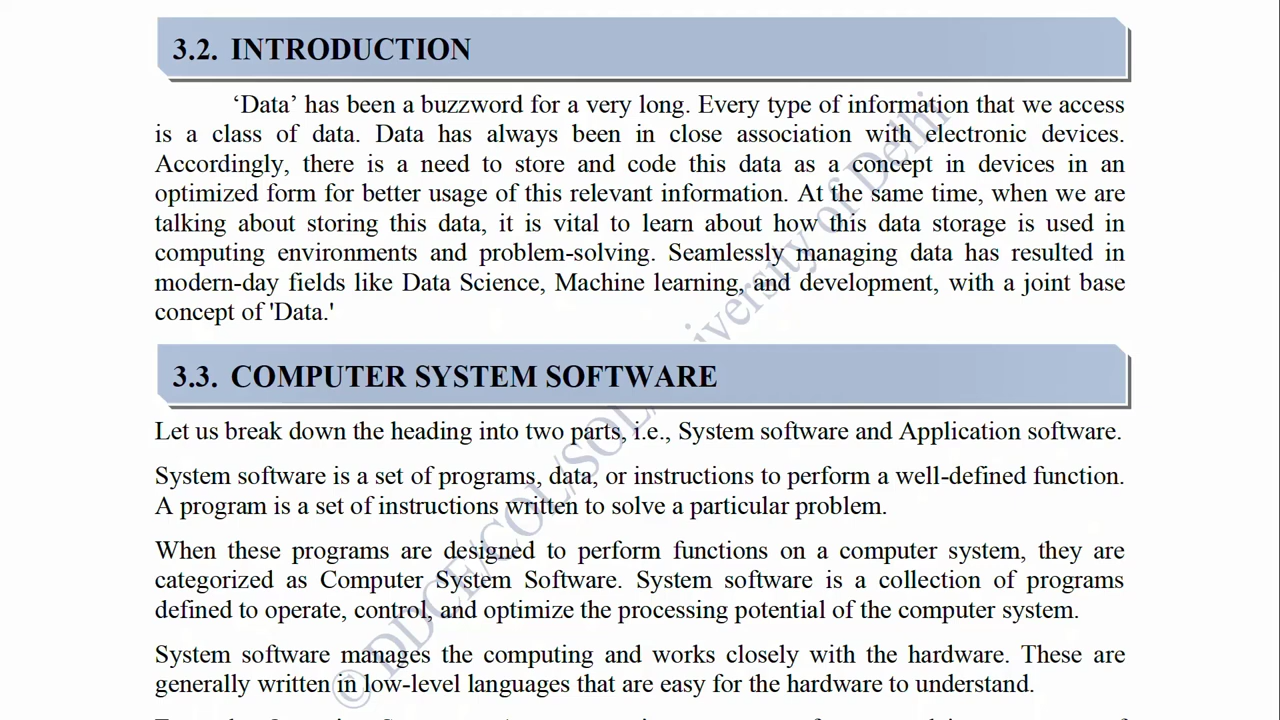 3.2. INTRODUCTION
‘Data’ has been a buzzword for a very long. Every type of information that we access
is a class of data. Data has always been in close association with electronic devices.
Accordingly, there is a need to store and code this data as a concept in devices in an
optimized form for better usage of this relevant information. At the same time, when we are
talking about storing this data, it is vital to learn about how this data storage is used in
computing environments and problem-solving. Seamlessly managing data has resulted in
modern-day fields like Data Science, Machine learning, and development, with a joint base
concept of 'Data.'
3.3. COMPUTER SYSTEM SOFTWARE
Let us break down the heading into two parts, i.e., System software and Application software.
System software is a set of programs, data, or instructions to perform a well-defined function.
A program is a set of instructions written to solve a particular problem.
When these programs are designed to perform functions on a computer system, they are
categorized as Computer System Software. System software is a collection of programs
defined to operate, control, and optimize the processing potential of the computer system.
System software manages the computing and works closely with the hardware. These are
generally written in low-level languages that are easy for the hardware to understand.
© DDCE/COL/SOL/ University of Delhi